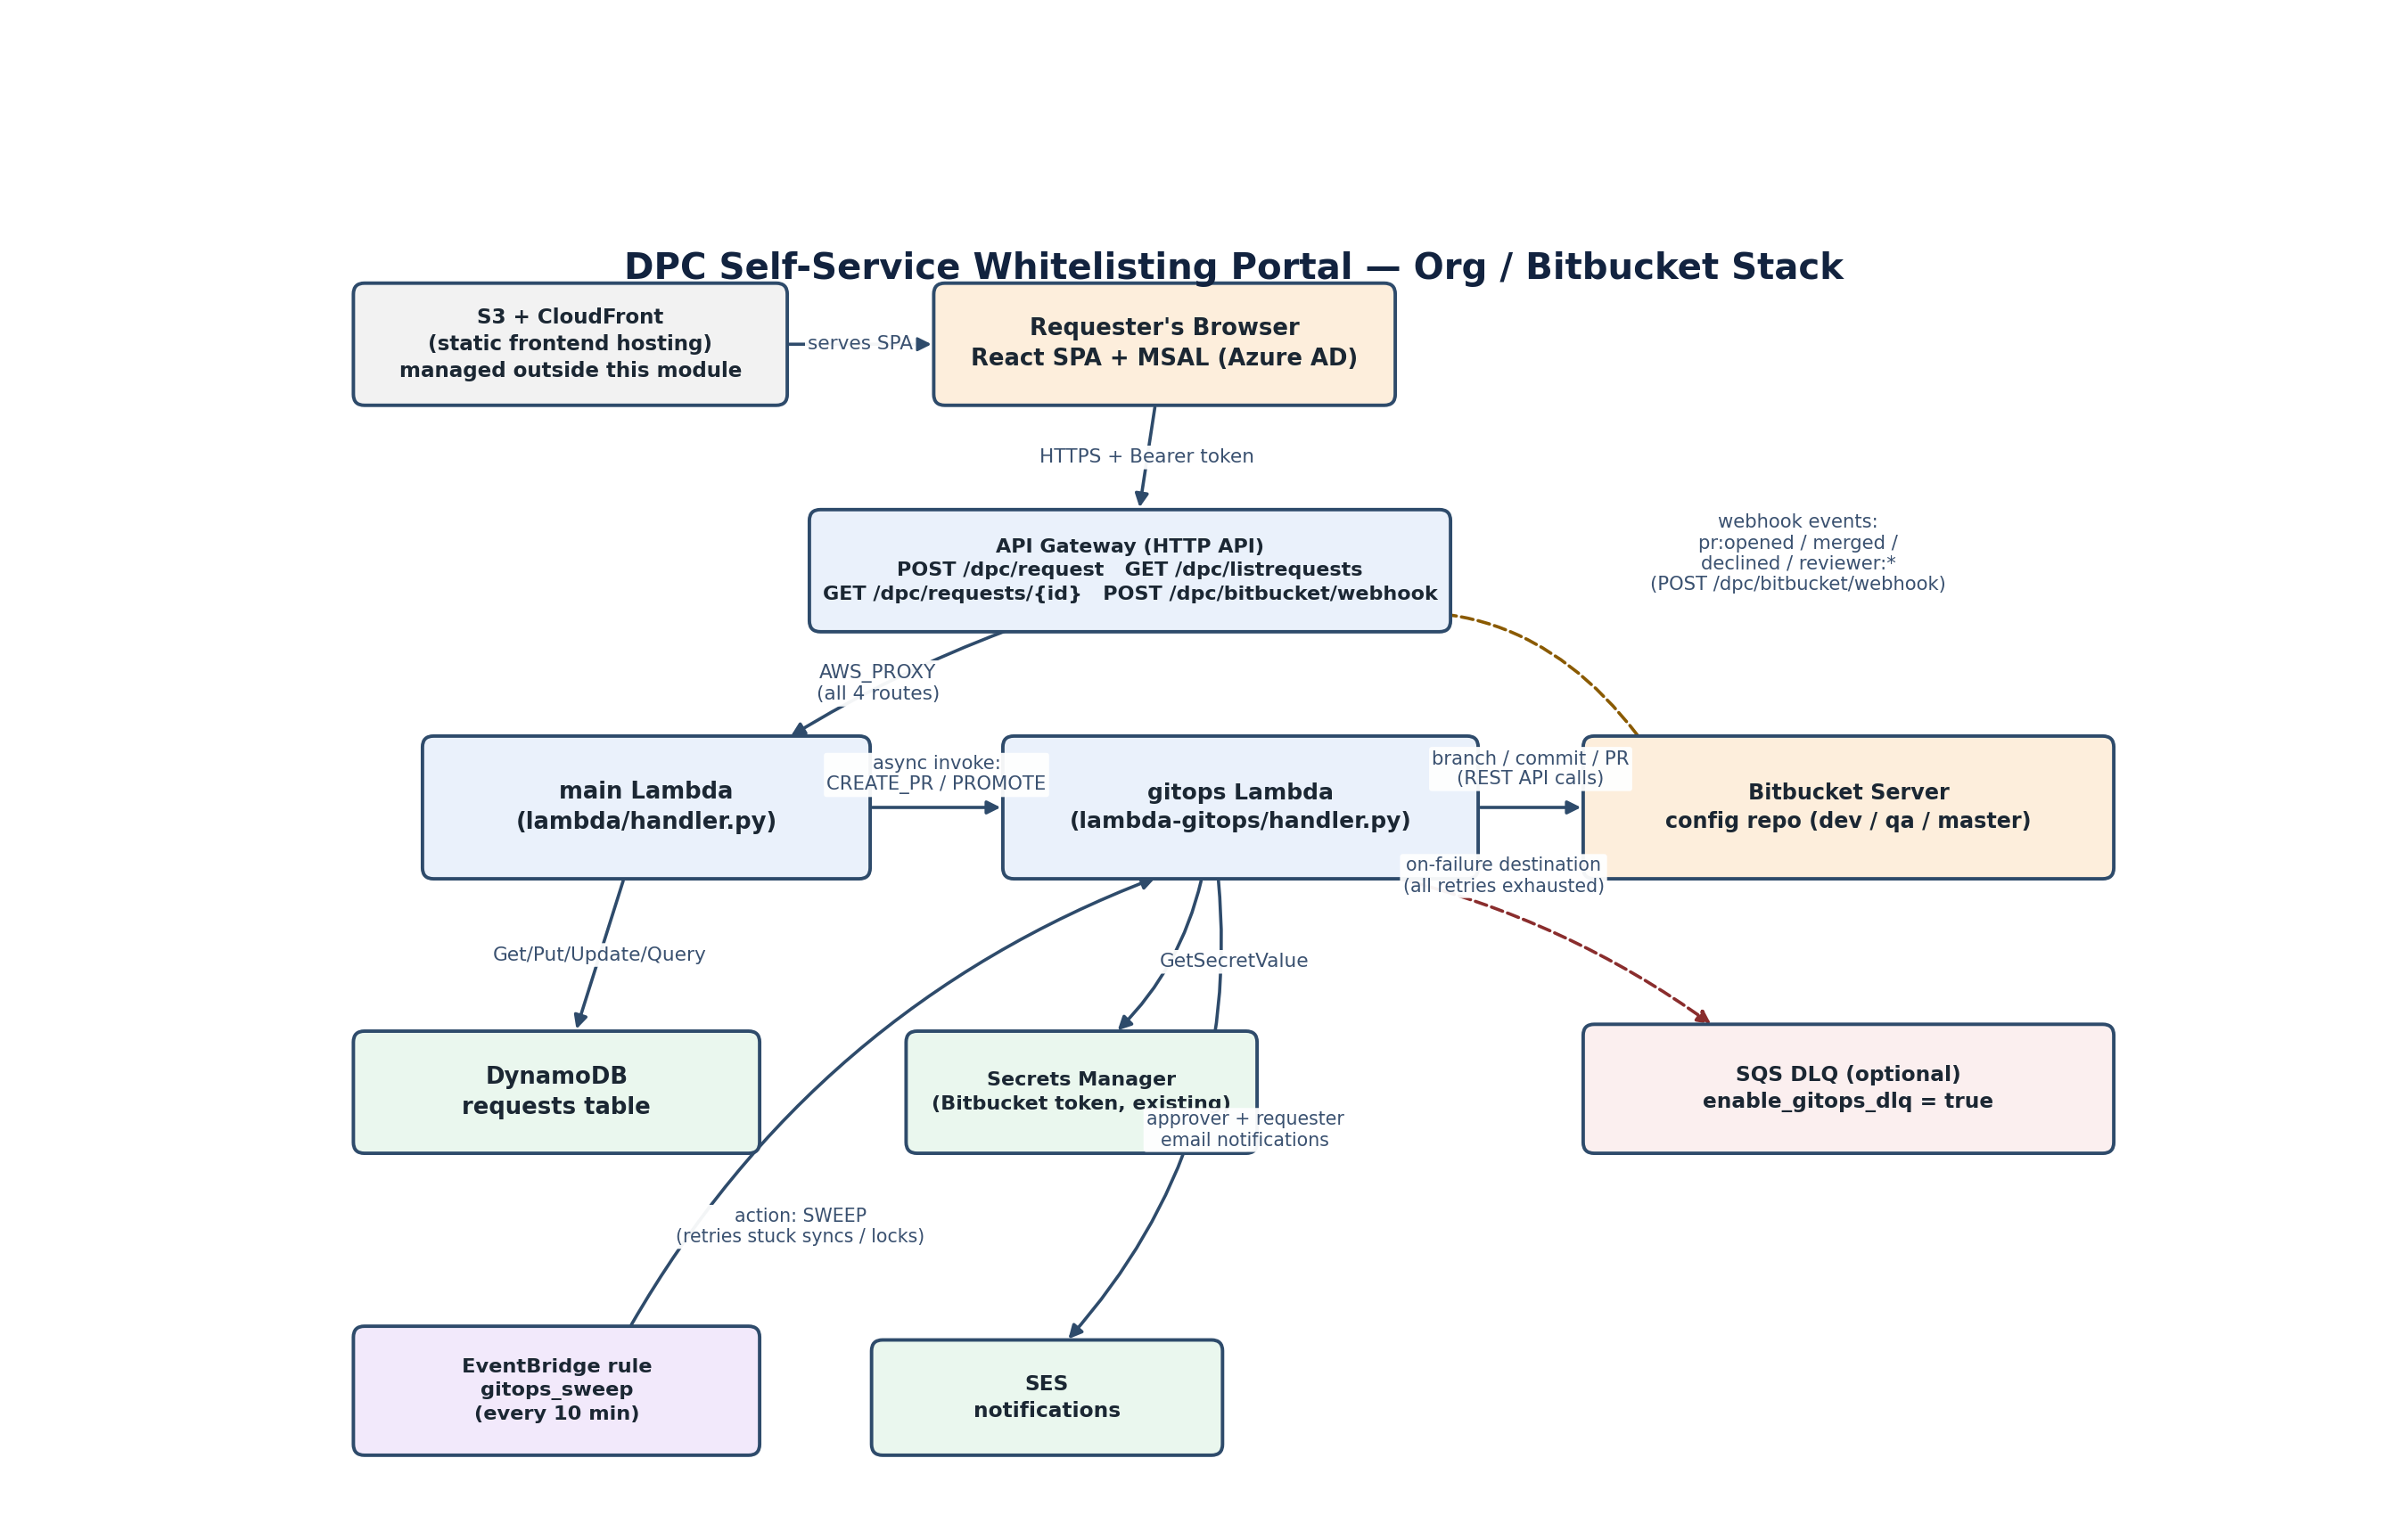 DPC Self-Service Whitelisting Portal — Org / Bitbucket Stack
S3 + CloudFront
(static frontend hosting)
managed outside this module
serves SPA
Requester's Browser
React SPA + MSAL (Azure AD)
HTTPS + Bearer token
API Gateway (HTTP API)
POST /dpc/request   GET /dpc/listrequests
GET /dpc/requests/{id}   POST /dpc/bitbucket/webhook
webhook events:
pr:opened / merged /
declined / reviewer:*
(POST /dpc/bitbucket/webhook)
AWS_PROXY
(all 4 routes)
main Lambda
(lambda/handler.py)
async invoke:
CREATE_PR / PROMOTE
gitops Lambda
(lambda-gitops/handler.py)
branch / commit / PR
(REST API calls)
Bitbucket Server
config repo (dev / qa / master)
on-failure destination
(all retries exhausted)
Get/Put/Update/Query
GetSecretValue
DynamoDB
requests table
Secrets Manager
(Bitbucket token, existing)
approver + requester
email notifications
SQS DLQ (optional)
enable_gitops_dlq = true
action: SWEEP
(retries stuck syncs / locks)
EventBridge rule
gitops_sweep
(every 10 min)
SES
notifications